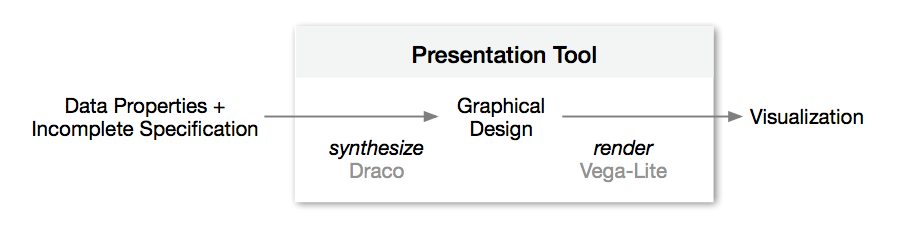 Presentation Tool
Data Properties +
Incomplete Specification
synthesize
Draco
Graphical
Design
render
Vega-Lite
Visualization